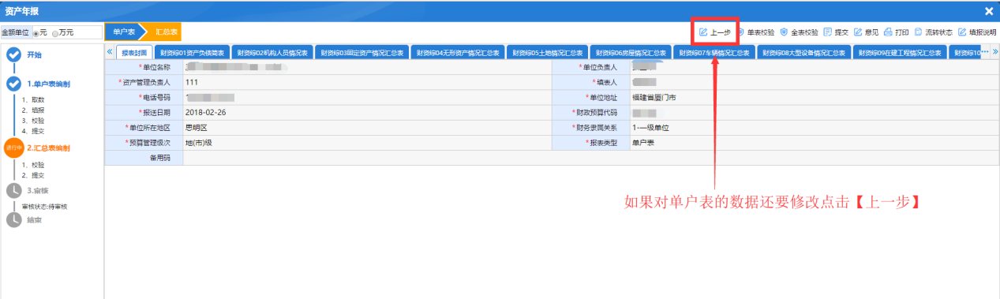 资产年报
金额单位 元 万元
单户表 汇总表
上一步 单表校验 全表校验 提交 意见 打印 流转状态 填报说明
开始
1.单户表编制
1、取数
2、填报
3、校验
4、提交
进行中 2.汇总表编制
1、校验
2、提交
3.审核
审核状态:待审核
结束
报表封面 财资综01资产负债简表 财资综02机构人员情况表 财资综03固定资产情况汇总表 财资综04无形资产情况汇总表 财资综05土地情况汇总表 财资综06房屋情况汇总表 财资综07车辆情况汇总表 财资综08大型设备情况汇总表 财资综09在建工程情况汇总表 财资综10···
*单位名称 *单位负责人
*资产管理负责人 111 *填表人
*电话号码 *单位地址 福建省厦门市
*报送日期 2018-02-26 *财政预算代码
*单位所在地区 思明区 *财务隶属关系 1-一级单位
*预算管理级次 地(市)级 *报表类型 单户表
备用码
如果对单户表的数据还要修改点击【上一步】